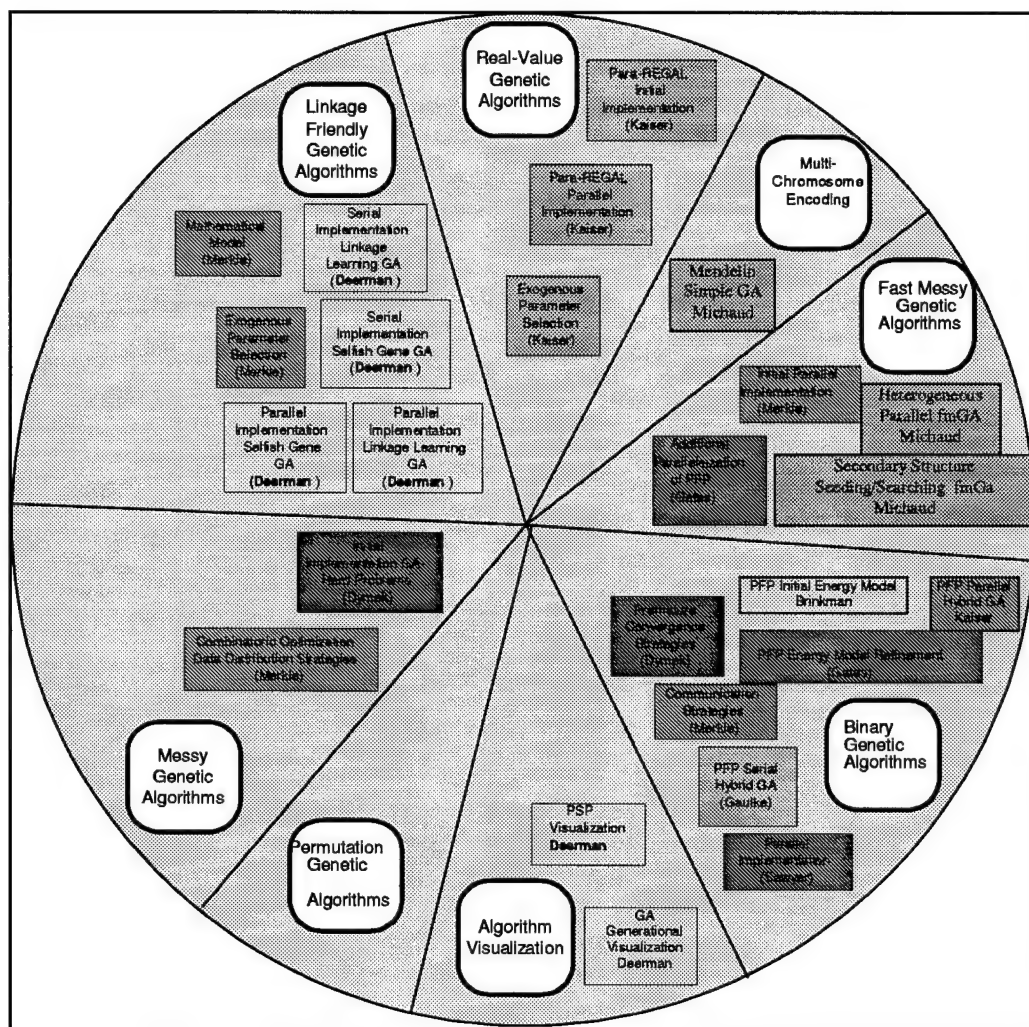 Real-Value
Genetic
Algorithms
Para-REGAL
Initial
Implementation
(Kaiser)
Para-REGAL
Parallel
Implementation
(Kaiser)
Exogenous
Parameter
Selection
(Kaiser)
Linkage
Friendly
Genetic
Algorithms
Mathematical
Model
(Merkle)
Serial
Implementation
Linkage
Learning GA
(Deerman )
Exogenous
Parameter
Selection
(Merkle)
Serial
Implementation
Selfish Gene GA
(Deerman )
Parallel
Implementation
Selfish Gene
GA
(Deerman )
Parallel
Implementation
Linkage Learning
GA
(Deerman )
Multi-
Chromosome
Encoding
Mendelin
Simple GA
Michaud
Fast Messy
Genetic
Algorithms
Initial Parallel
Implementation
(Merkle)
Heterogeneous
Parallel fmGA
Michaud
Additional
Parallelization
of PFP
(Gates)
Secondary Structure
Seeding/Searching fmGa
Michaud
Initial
Implementation GA-
Hard Problems
(Dymek)
Combinatoric Optimization
Data Distribution Strategies
(Merkle)
Messy
Genetic
Algorithms
Permutation
Genetic
Algorithms
PSP
Visualization
Deerman
Algorithm
Visualization
GA
Generational
Visualization
Deerman
PFP Initial Energy Model
Brinkman
PFP Parallel
Hybrid GA
Kaiser
Premature
Convergence
Strategies
(Dymek)
PFP Energy Model Refinement
(Gates)
Communication
Strategies
(Merkle)
Binary
Genetic
Algorithms
PFP Serial
Hybrid GA
(Gaulke)
Parallel
Implementation